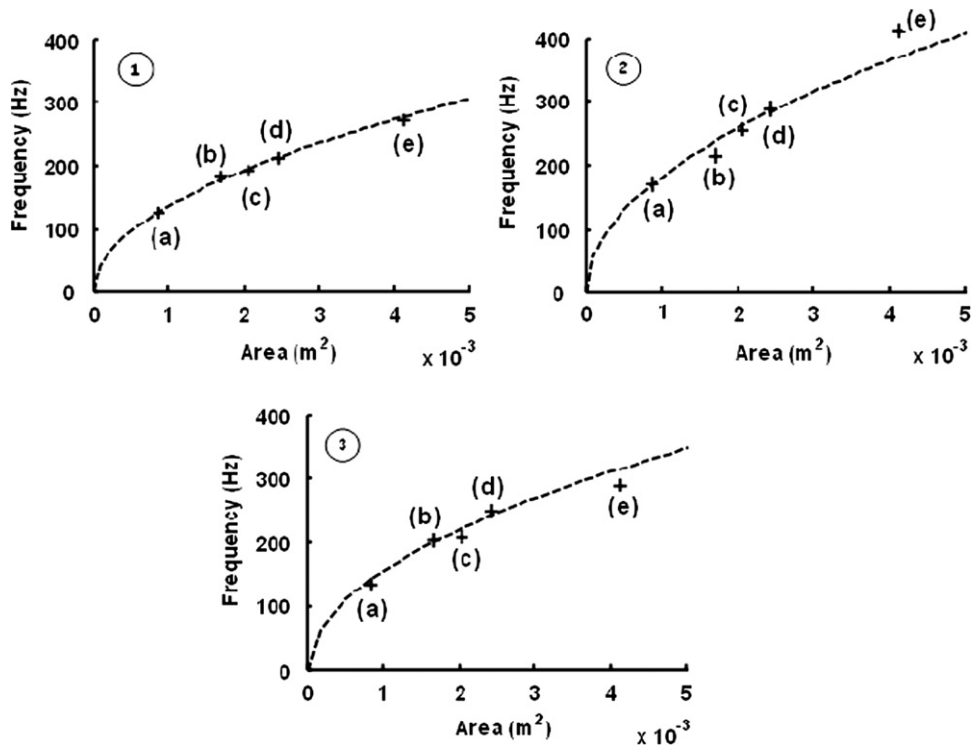 (e)
400
1
300
(d)
(b)
200
(c)
(e)
100
(a)
0
0 1 2 3 4 5
Frequency (Hz)
Area (m²) x 10⁻³
400
2
300
(c)
(d)
200
(b)
100
(a)
0
0 1 2 3 4 5
Frequency (Hz)
Area (m²) x 10⁻³
400
3
300
(d)
(b)
(e)
200
(c)
100
(a)
0
0 1 2 3 4 5
Frequency (Hz)
Area (m²) x 10⁻³